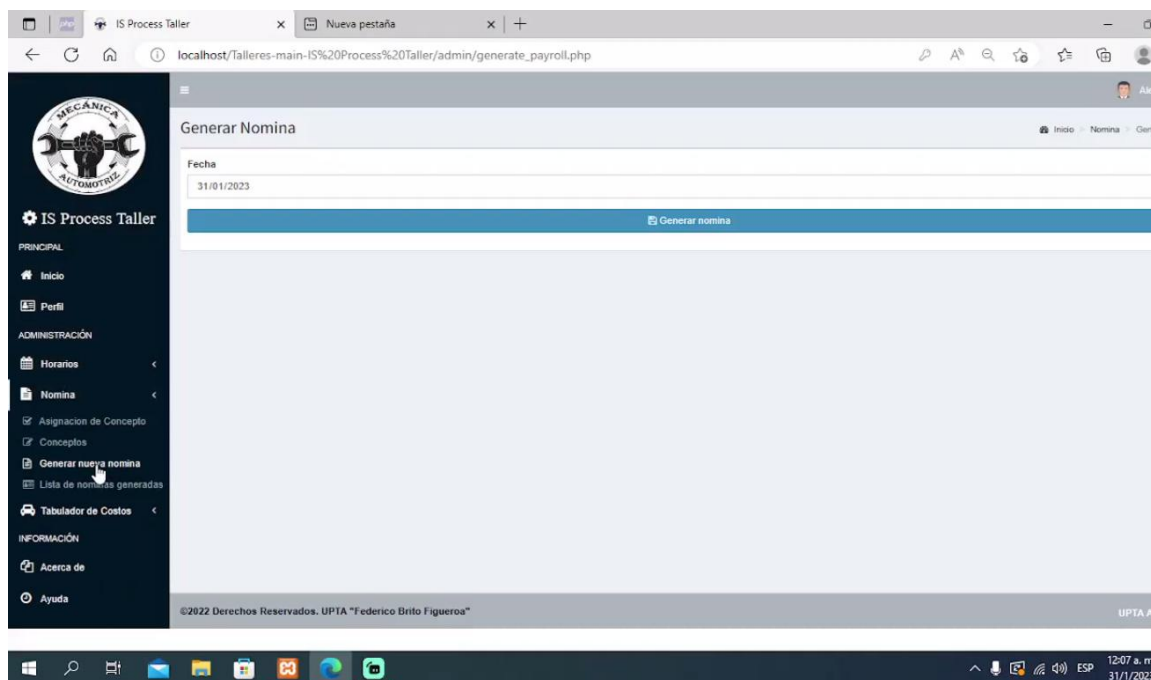 IS Process Taller
Nueva pestaña
localhost/Talleres-main-IS%20Process%20Taller/admin/generate_payroll.php
MECÁNICA
AUTOMOTRIZ
IS Process Taller
PRINCIPAL
Inicio
Perfil
ADMINISTRACIÓN
Horarios
Nomina
Asignacion de Concepto
Conceptos
Generar nueva nomina
Lista de nominas generadas
Tabulador de Costos
INFORMACIÓN
Acerca de
Ayuda
Generar Nomina
Inicio > Nomina >
Fecha
31/01/2023
Generar nomina
©2022 Derechos Reservados. UPTA "Federico Brito Figueroa"
UPTA
ESP
12:07 a. m
31/1/202